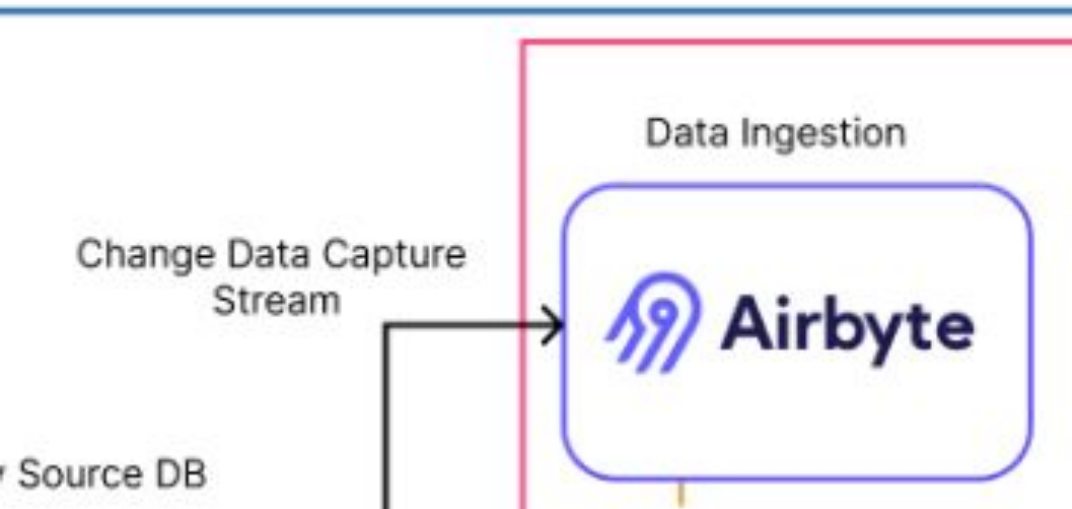 Data Ingestion
Change Data Capture
Stream
Airbyte
Source DB